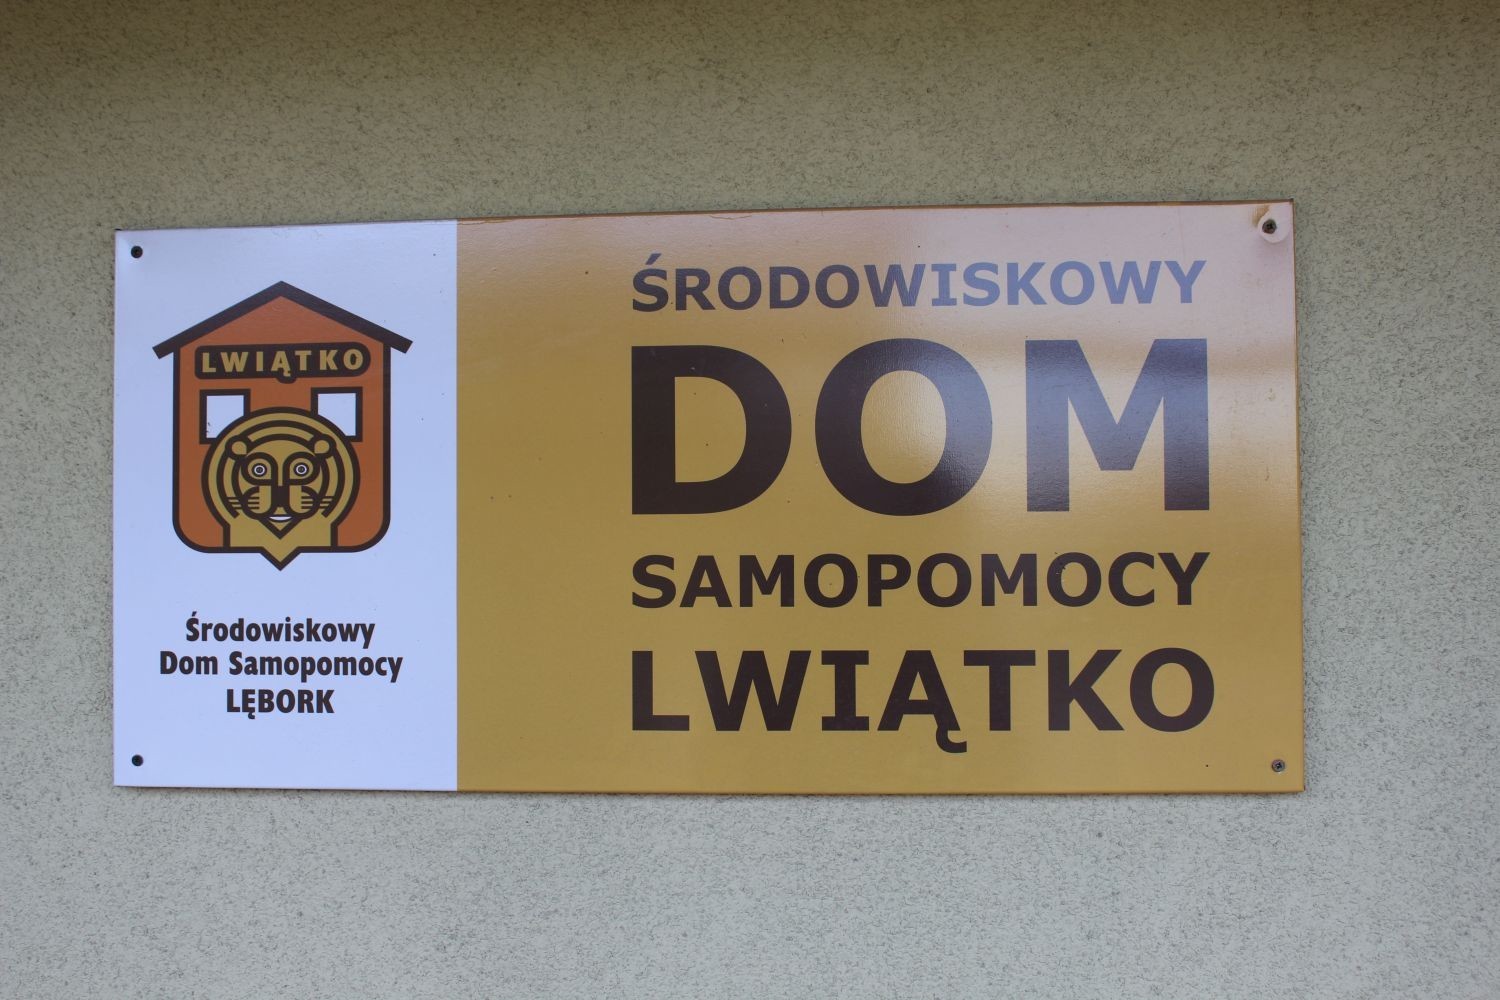 LWIĄTKO
Środowiskowy
Dom Samopomocy
LĘBORK
ŚRODOWISKOWY
DOM
SAMOPOMOCY
LWIĄTKO